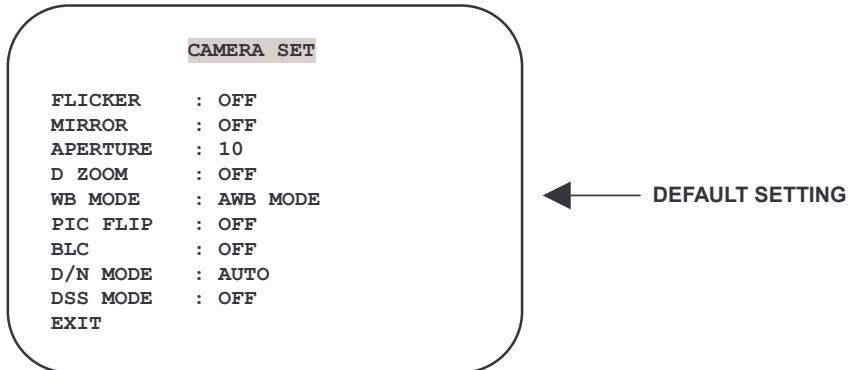 CAMERA SET
FLICKER : OFF
MIRROR : OFF
APERTURE : 10
D ZOOM : OFF
WB MODE : AWB MODE
PIC FLIP : OFF
BLC : OFF
D/N MODE : AUTO
DSS MODE : OFF
EXIT
DEFAULT SETTING